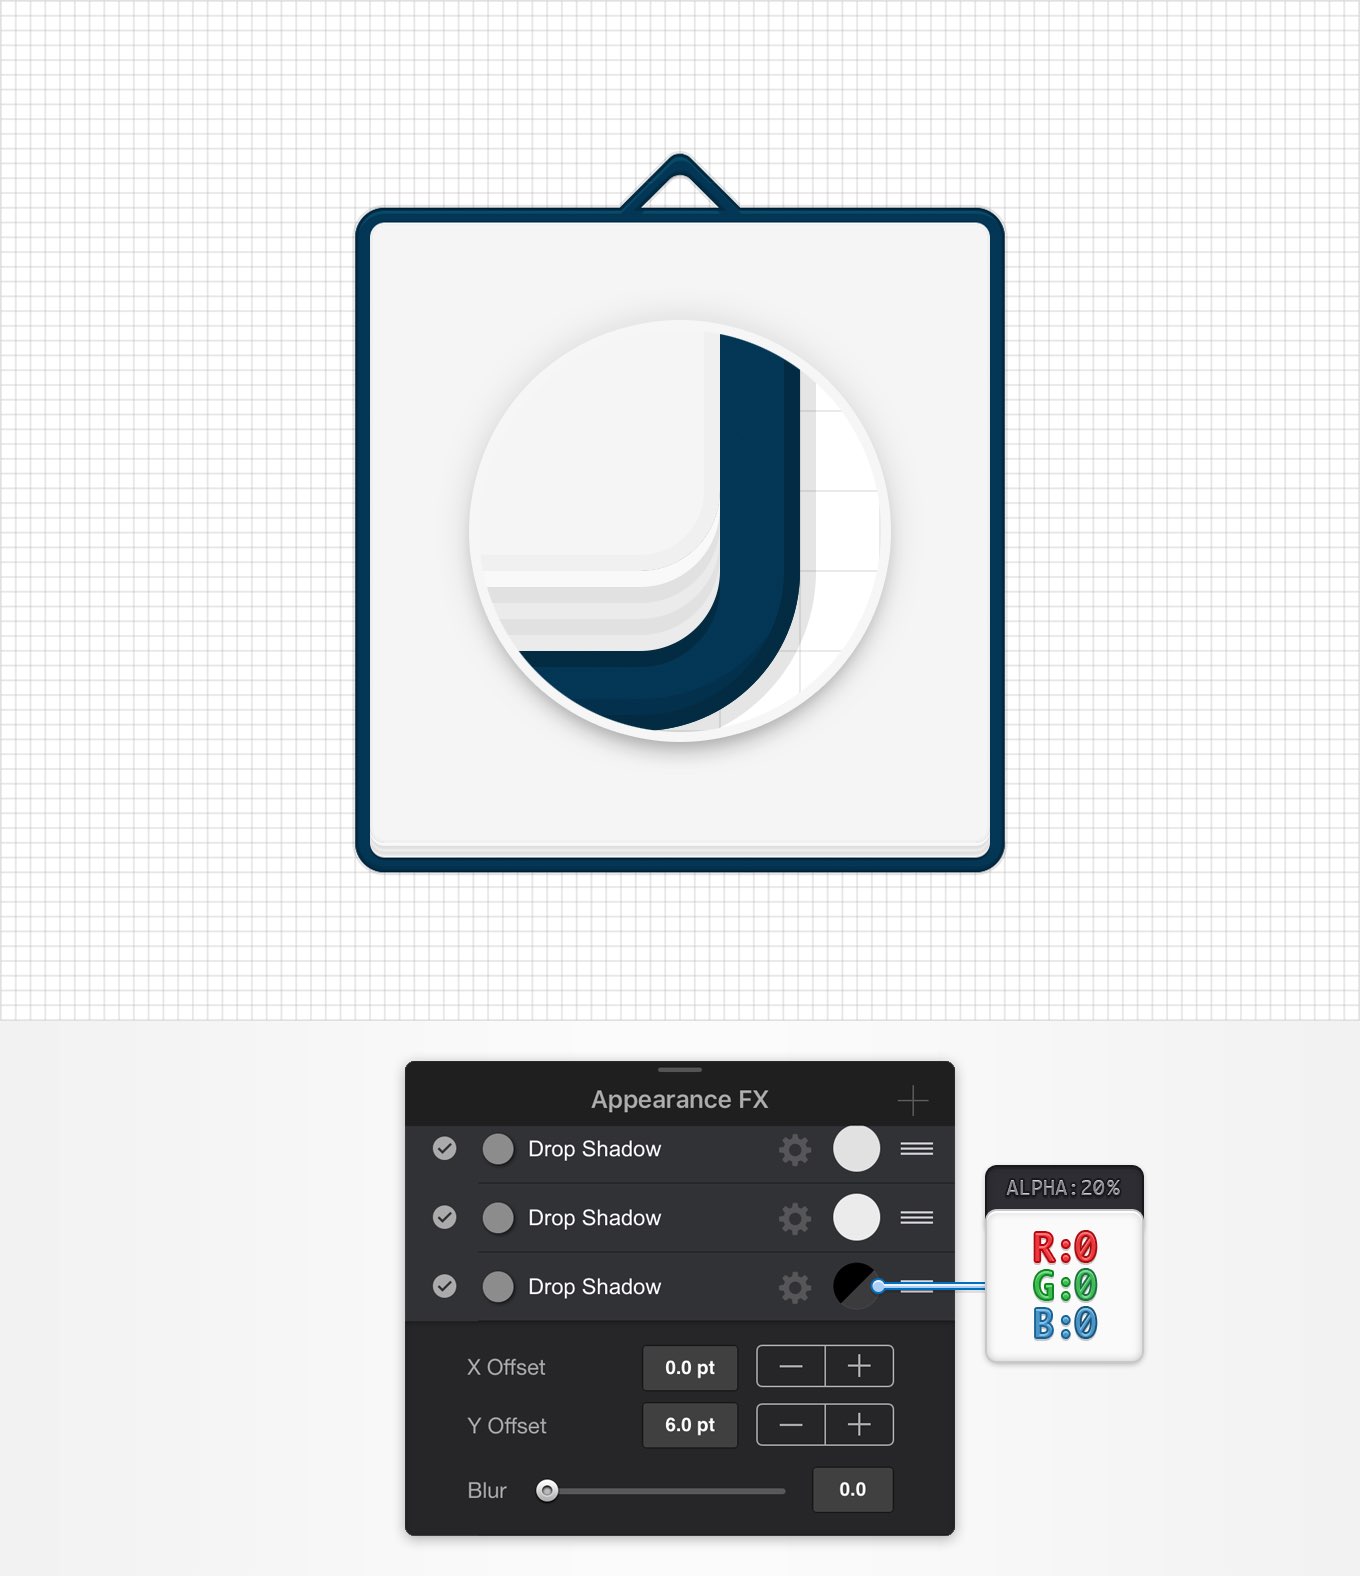 Appearance FX
Drop Shadow
Drop Shadow
Drop Shadow
ALPHA:20%
R:0
G:0
B:0
X Offset 0.0 pt
Y Offset 6.0 pt
Blur 0.0